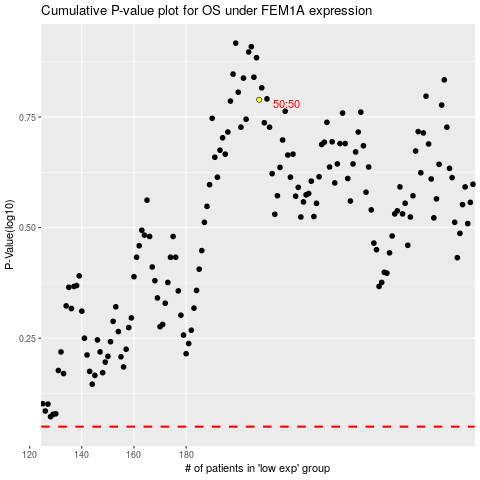 Cumulative P-value plot for OS under FEM1A expression
P-Value(log10)
0.75
0.50
0.25
50:50
120 140 160 180
# of patients in 'low exp' group